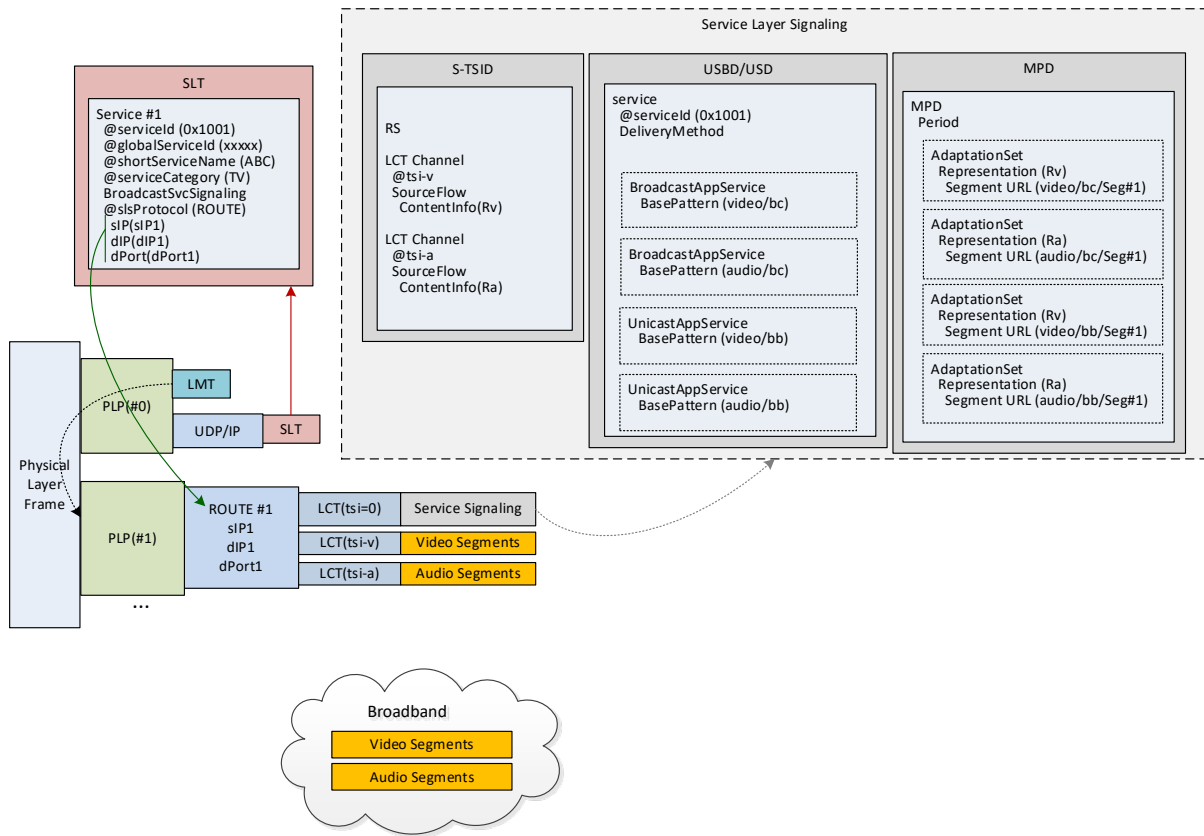 Service Layer Signaling
SLT
Service #1
@serviceId (0x1001)
@globalServiceId (xxxxx)
@shortServiceName (ABC)
@serviceCategory (TV)
BroadcastSvcSignaling
@slsProtocol (ROUTE)
sIP(sIP1)
dIP(dIP1)
dPort(dPort1)
S-TSID
RS
LCT Channel
@tsi-v
SourceFlow
ContentInfo(Rv)
LCT Channel
@tsi-a
SourceFlow
ContentInfo(Ra)
USBD/USD
service
@serviceId (0x1001)
DeliveryMethod
BroadcastAppService
BasePattern (video/bc)
BroadcastAppService
BasePattern (audio/bc)
UnicastAppService
BasePattern (video/bb)
UnicastAppService
BasePattern (audio/bb)
MPD
MPD
Period
AdaptationSet
Representation (Rv)
Segment URL (video/bc/Seg#1)
AdaptationSet
Representation (Ra)
Segment URL (audio/bc/Seg#1)
AdaptationSet
Representation (Rv)
Segment URL (video/bb/Seg#1)
AdaptationSet
Representation (Ra)
Segment URL (audio/bb/Seg#1)
Physical
Layer
Frame
PLP(#0)
LMT
UDP/IP
SLT
PLP(#1)
...
ROUTE #1
sIP1
dIP1
dPort1
LCT(tsi=0)
Service Signaling
LCT(tsi-v)
Video Segments
LCT(tsi-a)
Audio Segments
Broadband
Video Segments
Audio Segments